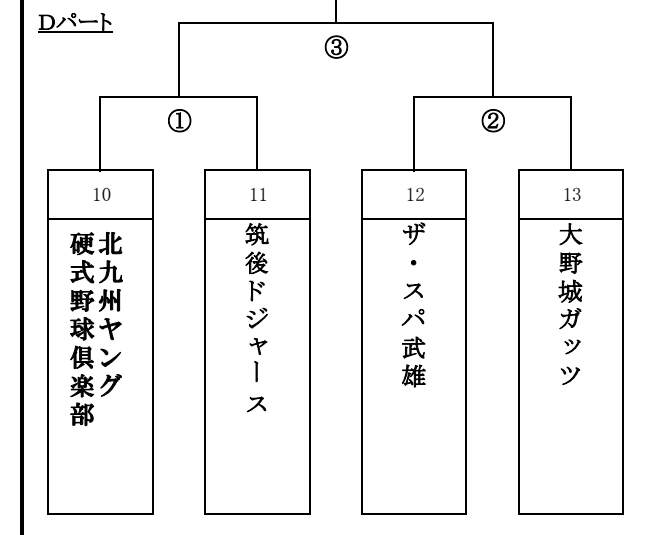 Dパート
③
①
②
10
11
12
13
北九州ヤング
硬式野球倶楽部
筑後ドジャース
ザ・スパ武雄
大野城ガッツ